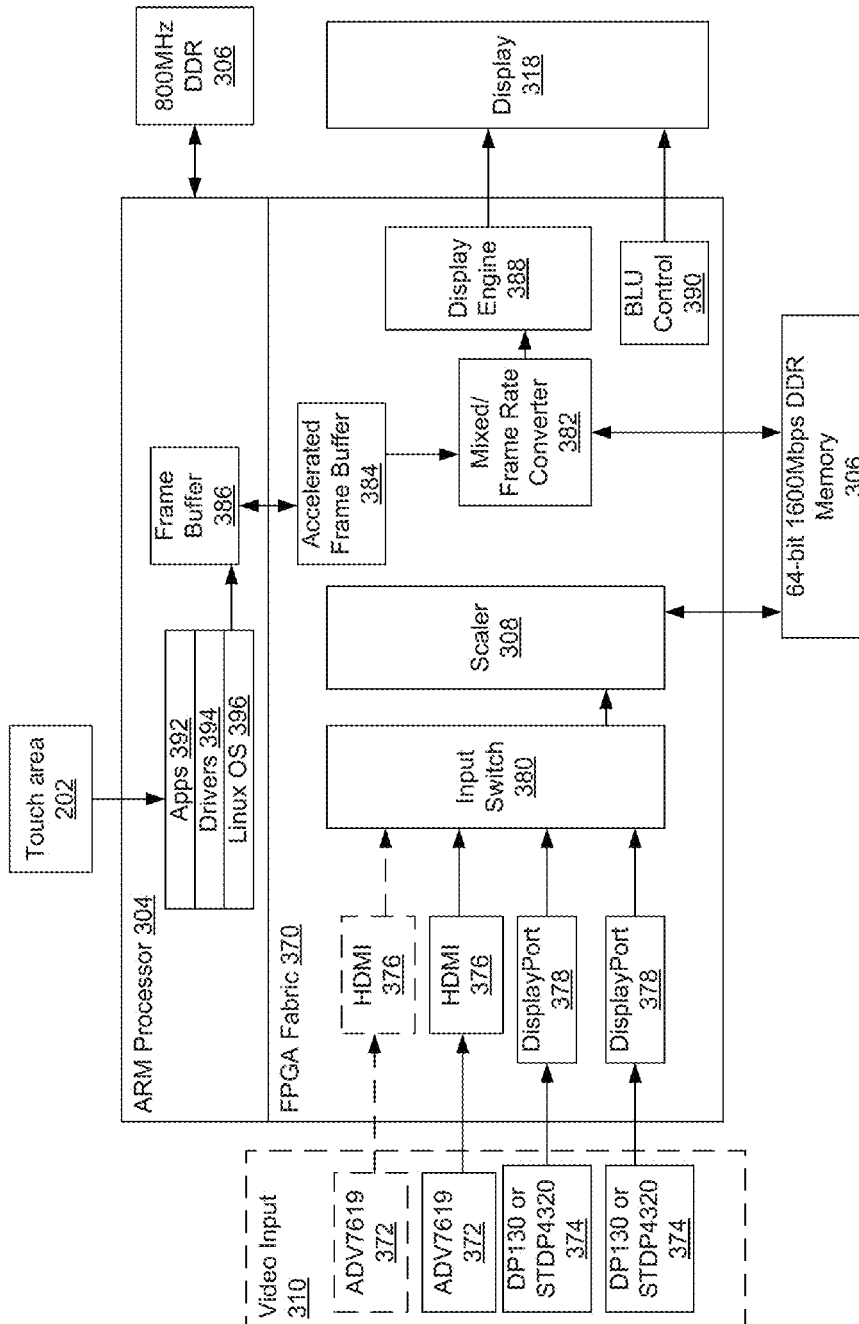 Touch area
202
ARM Processor 304
Apps 392
Drivers 394
Linux OS 396
Frame
Buffer
386
800MHz
DDR
306
Video Input
310
ADV7619
372
ADV7619
372
DP130 or
STDP4320
374
DP130 or
STDP4320
374
FPGA Fabric 370
HDMI
376
HDMI
376
DisplayPort
378
DisplayPort
378
Input
Switch
380
Scaler
308
Accelerated
Frame Buffer
384
Mixed/
Frame Rate
Converter
382
Display
Engine
388
BLU
Control
390
Display
318
64-bit 1600Mbps DDR
Memory
306